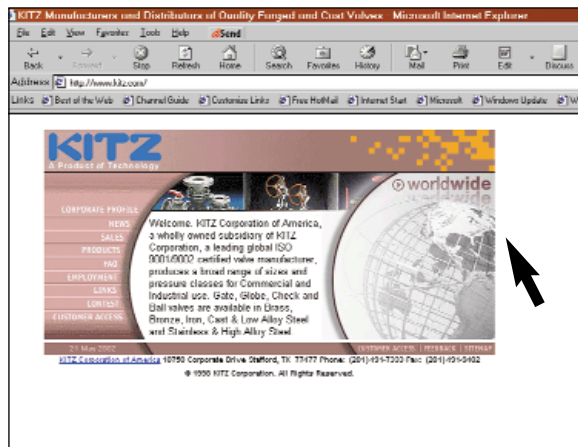 KITZ Manufacturers and Distributors of Quality Forged and Cast Valves - Microsoft Internet Explorer
File Edit View Favorites Tools Help Send
Back Forward Stop Refresh Home Search Favorites History Mail Print Edit Discuss
Address http://www.kitz.com/
Links Best of the Web Channel Guide Customize Links Free HotMail Internet Start Microsoft Windows Update
KITZ
A Product of Technology
worldwide
CORPORATE PROFILE
NEWS
SALES
PRODUCTS
FAQ
EMPLOYMENT
LINKS
CONTEST
CUSTOMER ACCESS
Welcome. KITZ Corporation of America,
a wholly owned subsidiary of KITZ
Corporation, a leading global ISO
9001/9002 certified valve manufacturer,
produces a broad range of sizes and
pressure classes for Commercial and
Industrial use. Gate, Globe, Check and
Ball valves are available in Brass,
Bronze, Iron, Cast & Low Alloy Steel
and Stainless & High Alloy Steel
21 May 2002
CUSTOMER ACCESS | FEEDBACK | SITEMAP
KITZ Corporation of America 10750 Corporate Drive Stafford, TX 77477 Phone: (281)491-7333 Fax: (281)491-9402
© 1998 KITZ Corporation. All Rights Reserved.